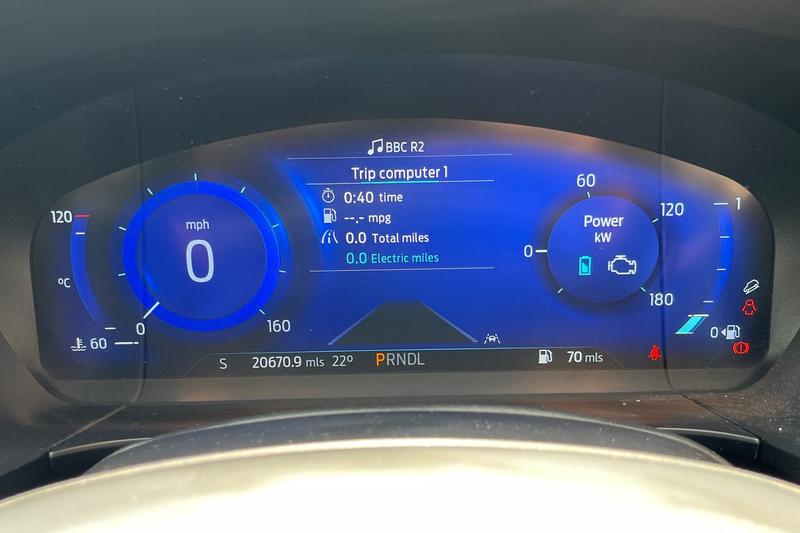 BBC R2
Trip computer 1
0:40 time
--.- mpg
0.0 Total miles
0.0 Electric miles
120
°C
60
mph
0
0
160
60
Power
kW
0
120
180
1
0
S 20670.9 mls 22° PRNDL 70 mls